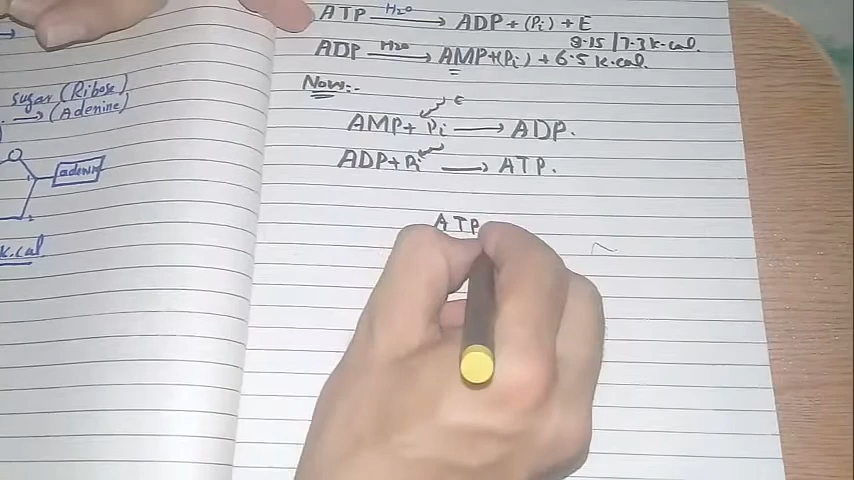 sugar (Ribose)
→ (Adenine)
adenine
k.cal
ATP H₂O → ADP + (Pi) + E
8.15 / 7.3 k-cal.
ADP H₂O → AMP+(Pi) + 6.5 k.cal.
Now:-
E
AMP + Pi → ADP.
ADP + Pi → ATP.
ATP